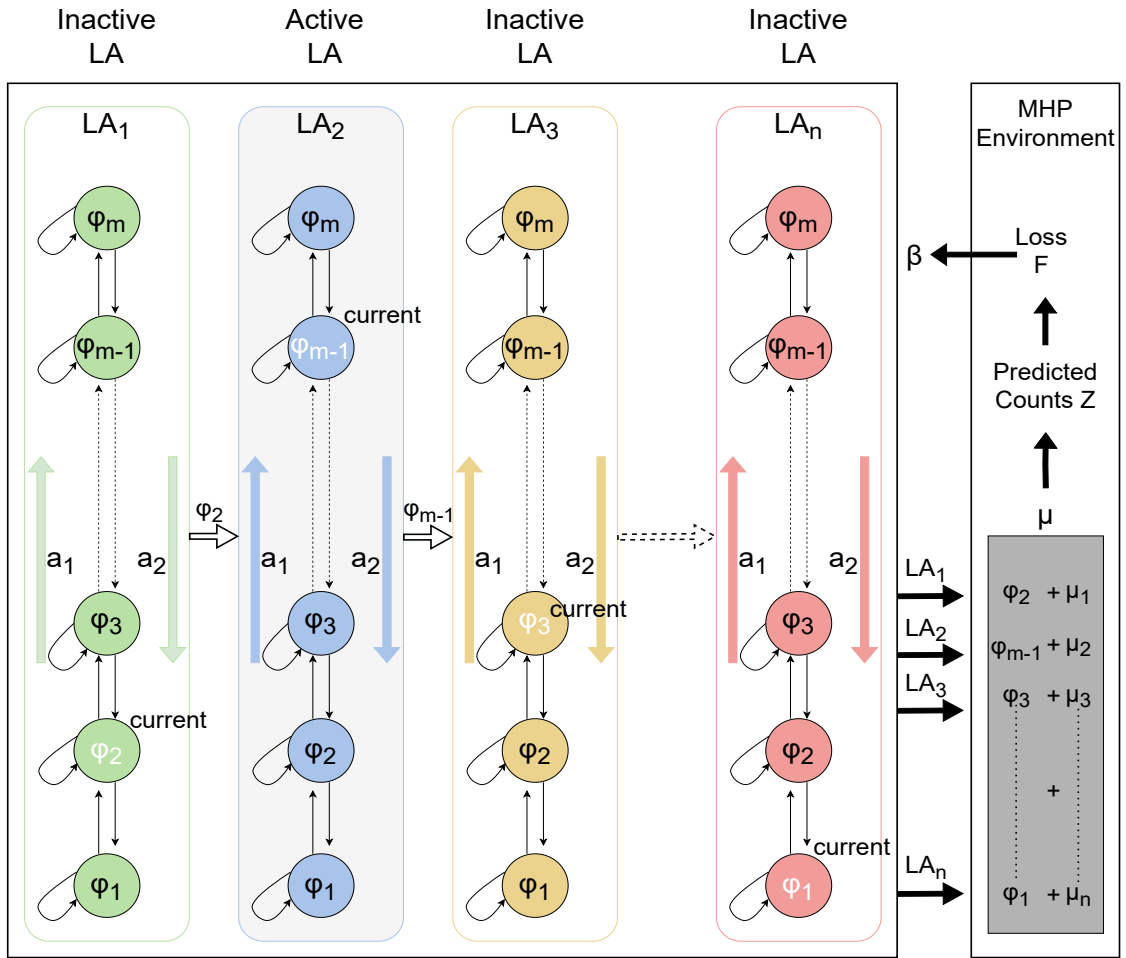 Inactive
LA
Active
LA
Inactive
LA
Inactive
LA
LA₁
φₘ
φₘ₋₁
a₁
a₂
φ₃
current
φ₂
φ₁
φ₂
LA₂
φₘ
current
φₘ₋₁
a₁
a₂
φ₃
φ₂
φ₁
φₘ₋₁
LA₃
φₘ
φₘ₋₁
a₁
a₂
φ₃
current
φ₂
φ₁
LAₙ
φₘ
φₘ₋₁
a₁
a₂
φ₃
φ₂
current
φ₁
LA₁
LA₂
LA₃
LAₙ
β
MHP
Environment
Loss
F
Predicted
Counts Z
μ
φ₂ + μ₁
φₘ₋₁ + μ₂
φ₃ + μ₃
+
φ₁ + μₙ